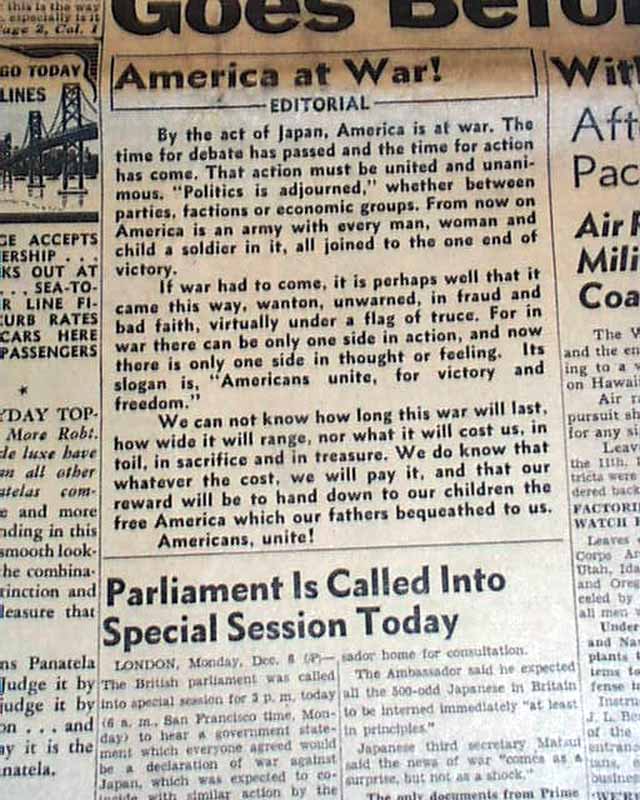 this is the way
especially is it
Page 2, Col. 1
GO TODAY
LINES
GE ACCEPTS
ERSHIP . . .
KS OUT AT
. . . SEA-TO-
R LINE FI-
CURB RATES
CARS HERE
PASSENGERS
YDAY TOP-
More Robt.
de luxe have
an all other
atelas com-
e and more
nding in this
smooth look-
the combina-
tinction and
leasure that
ns Panatela
Judge it by
judge it by
on . . . and
ay it is the
natela.
Goes Befo
America at War!
EDITORIAL
By the act of Japan, America is at war. The
time for debate has passed and the time for action
has come. That action must be united and unani-
mous. "Politics is adjourned," whether between
parties, factions or economic groups. From now on
America is an army with every man, woman and
child a soldier in it, all joined to the one end of
victory.
If war had to come, it is perhaps well that it
came this way, wanton, unwarned, in fraud and
bad faith, virtually under a flag of truce. For in
war there can be only one side in action, and now
there is only one side in thought or feeling. Its
slogan is, "Americans unite, for victory and
freedom."
We can not know how long this war will last,
how wide it will range, nor what it will cost us, in
toil, in sacrifice and in treasure. We do know that
whatever the cost, we will pay it, and that our
reward will be to hand down to our children the
free America which our fathers bequeathed to us.
Americans, unite!
Parliament Is Called Into
Special Session Today
LONDON, Monday, Dec. 8 (AP)—
The British parliament was called
into special session for 3 p. m. today
(6 a. m. San Francisco time, Mon-
day) to hear a government state-
ment which everyone agreed would
be a declaration of war against
Japan, which was expected to co-
incide with similar action by the
sador home for consultation.
The Ambassador said he expected
all the 500-odd Japanese in Britain
to be interned immediately "at least
in principles."
Japanese third secretary Matsui
said the news of war "comes as a
surprise, but not as a shock."
The only documents from Prime
With
Aft
Pac
Air R
Mili
Coa
The W
and the en
ing to a w
on Hawaii
Air ra
pursuit sh
for any si
Leave
the 11th,
tricts were
dered back
FACTORIE
WATCH F
Leaves o
Corps Ar
Utah, Ida
and Ore
celed by
all men
Under
and Na
plants
tems to
fense i
Instru
J. L. B
of the
entran
tans, e
busine
"WE'R